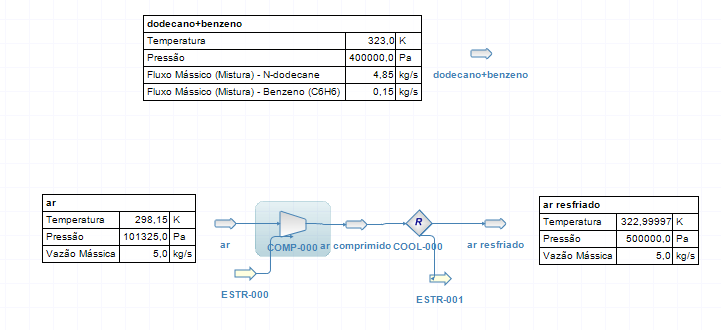 dodecano+benzeno
Temperatura 323,0 K
Pressão 400000,0 Pa
Fluxo Mássico (Mistura) - N-dodecane 4,85 kg/s
Fluxo Mássico (Mistura) - Benzeno (C6H6) 0,15 kg/s
dodecano+benzeno
ar
Temperatura 298,15 K
Pressão 101325,0 Pa
Vazão Mássica 5,0 kg/s
ar
COMP-000
ar comprimido
R
COOL-000
ar resfriado
ESTR-000
ESTR-001
ar resfriado
Temperatura 322,99997 K
Pressão 500000,0 Pa
Vazão Mássica 5,0 kg/s